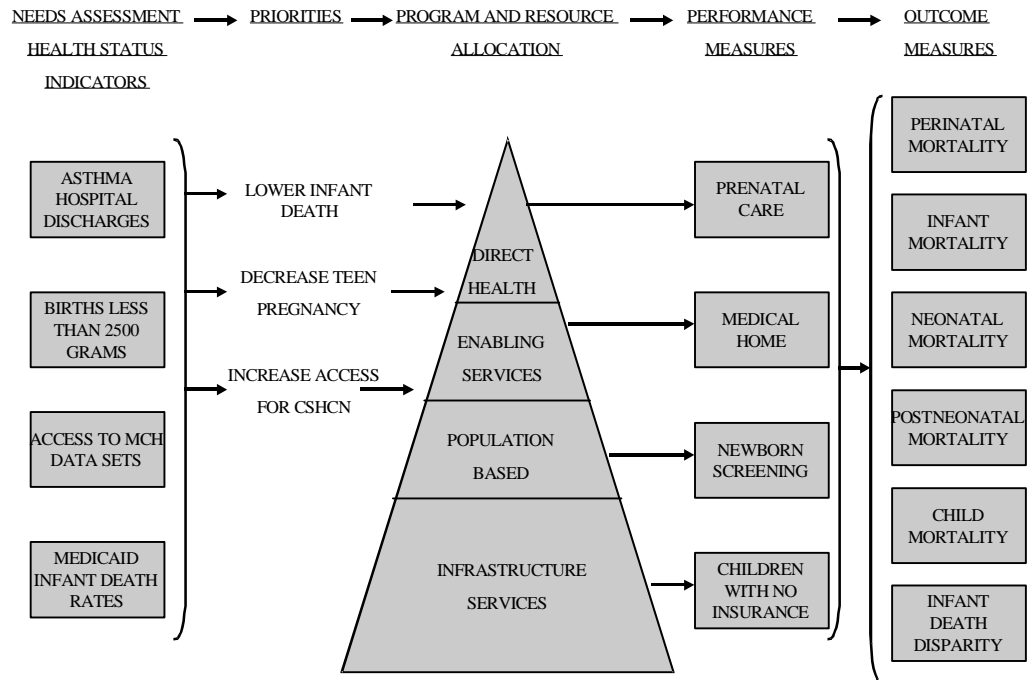 NEEDS ASSESSMENT
HEALTH STATUS
INDICATORS
PRIORITIES
PROGRAM AND RESOURCE
ALLOCATION
PERFORMANCE
MEASURES
OUTCOME
MEASURES
ASTHMA
HOSPITAL
DISCHARGES
BIRTHS LESS
THAN 2500
GRAMS
ACCESS TO MCH
DATA SETS
MEDICAID
INFANT DEATH
RATES
LOWER INFANT
DEATH
DECREASE TEEN
PREGNANCY
INCREASE ACCESS
FOR CSHCN
DIRECT
HEALTH
ENABLING
SERVICES
POPULATION
BASED
INFRASTRUCTURE
SERVICES
PRENATAL
CARE
MEDICAL
HOME
NEWBORN
SCREENING
CHILDREN
WITH NO
INSURANCE
PERINATAL
MORTALITY
INFANT
MORTALITY
NEONATAL
MORTALITY
POSTNEONATAL
MORTALITY
CHILD
MORTALITY
INFANT
DEATH
DISPARITY